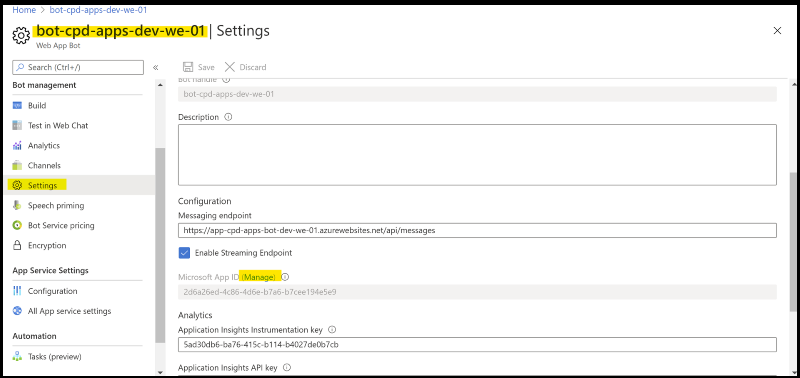 Home > bot-cpd-apps-dev-we-01
bot-cpd-apps-dev-we-01 | Settings
Web App Bot
Search (Ctrl+/)
«
Save
Discard
Bot management
Build
Test in Web Chat
Analytics
Channels
Settings
Speech priming
Bot Service pricing
Encryption
App Service Settings
Configuration
All App service settings
Automation
Tasks (preview)
Bot handle
bot-cpd-apps-dev-we-01
Description
Configuration
Messaging endpoint
https://app-cpd-apps-bot-dev-we-01.azurewebsites.net/api/messages
Enable Streaming Endpoint
Microsoft App ID (Manage)
2d6a26ed-4c86-4d6e-b7a6-b7cee194e5e9
Analytics
Application Insights Instrumentation key
5ad30db6-ba76-415c-b114-b4027de0b7cb
Application Insights API key